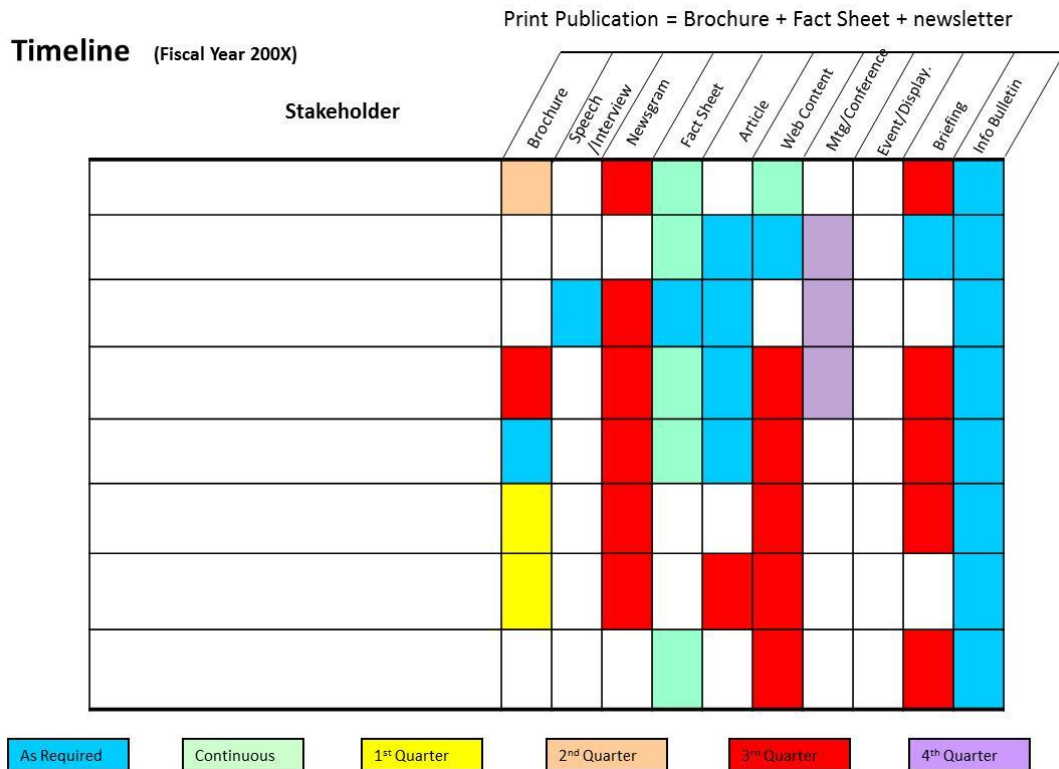 Print Publication = Brochure + Fact Sheet + newsletter
Timeline (Fiscal Year 200X)
Stakeholder
Brochure
Speech
/Interview
Newsgram
Fact Sheet
Article
Web Content
Mtg/Conference
Event/Display.
Briefing
Info Bulletin
As Required
Continuous
1st Quarter
2nd Quarter
3rd Quarter
4th Quarter